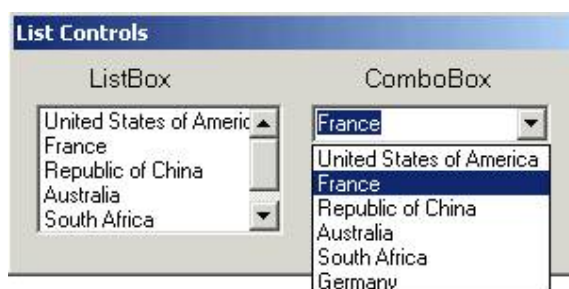 List Controls
ListBox
United States of Americ
France
Republic of China
Australia
South Africa
ComboBox
France
United States of America
France
Republic of China
Australia
South Africa
Germany